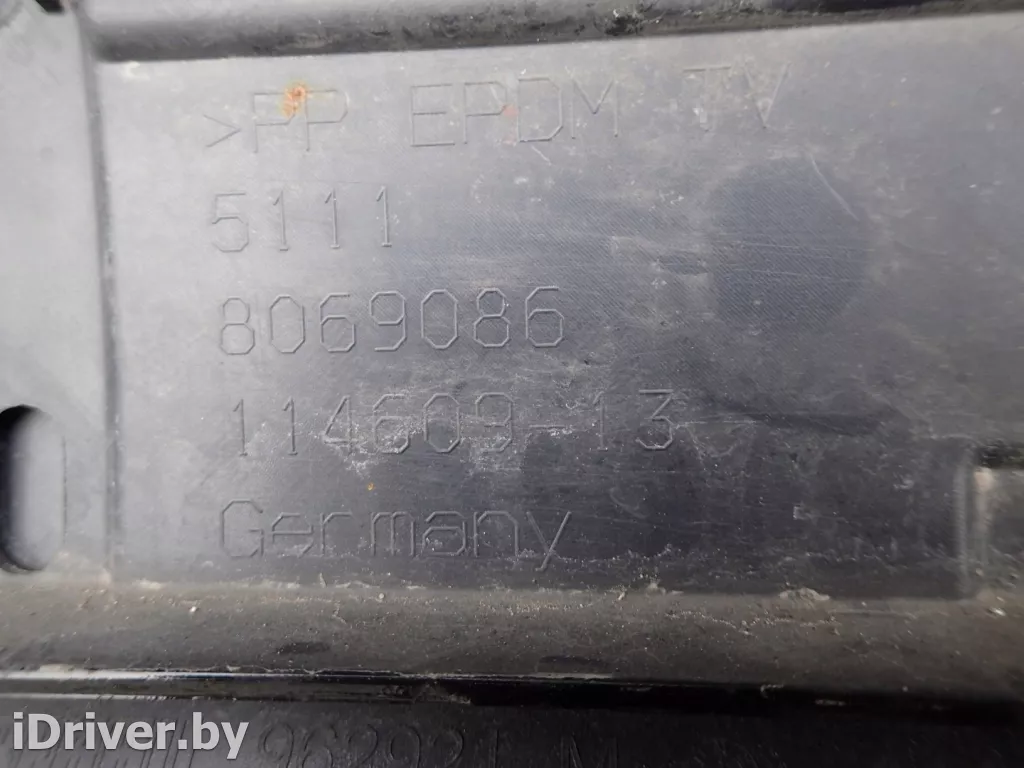 >PP EPDM TV
5111
8069086
114609-13
Germany
iDriver.by